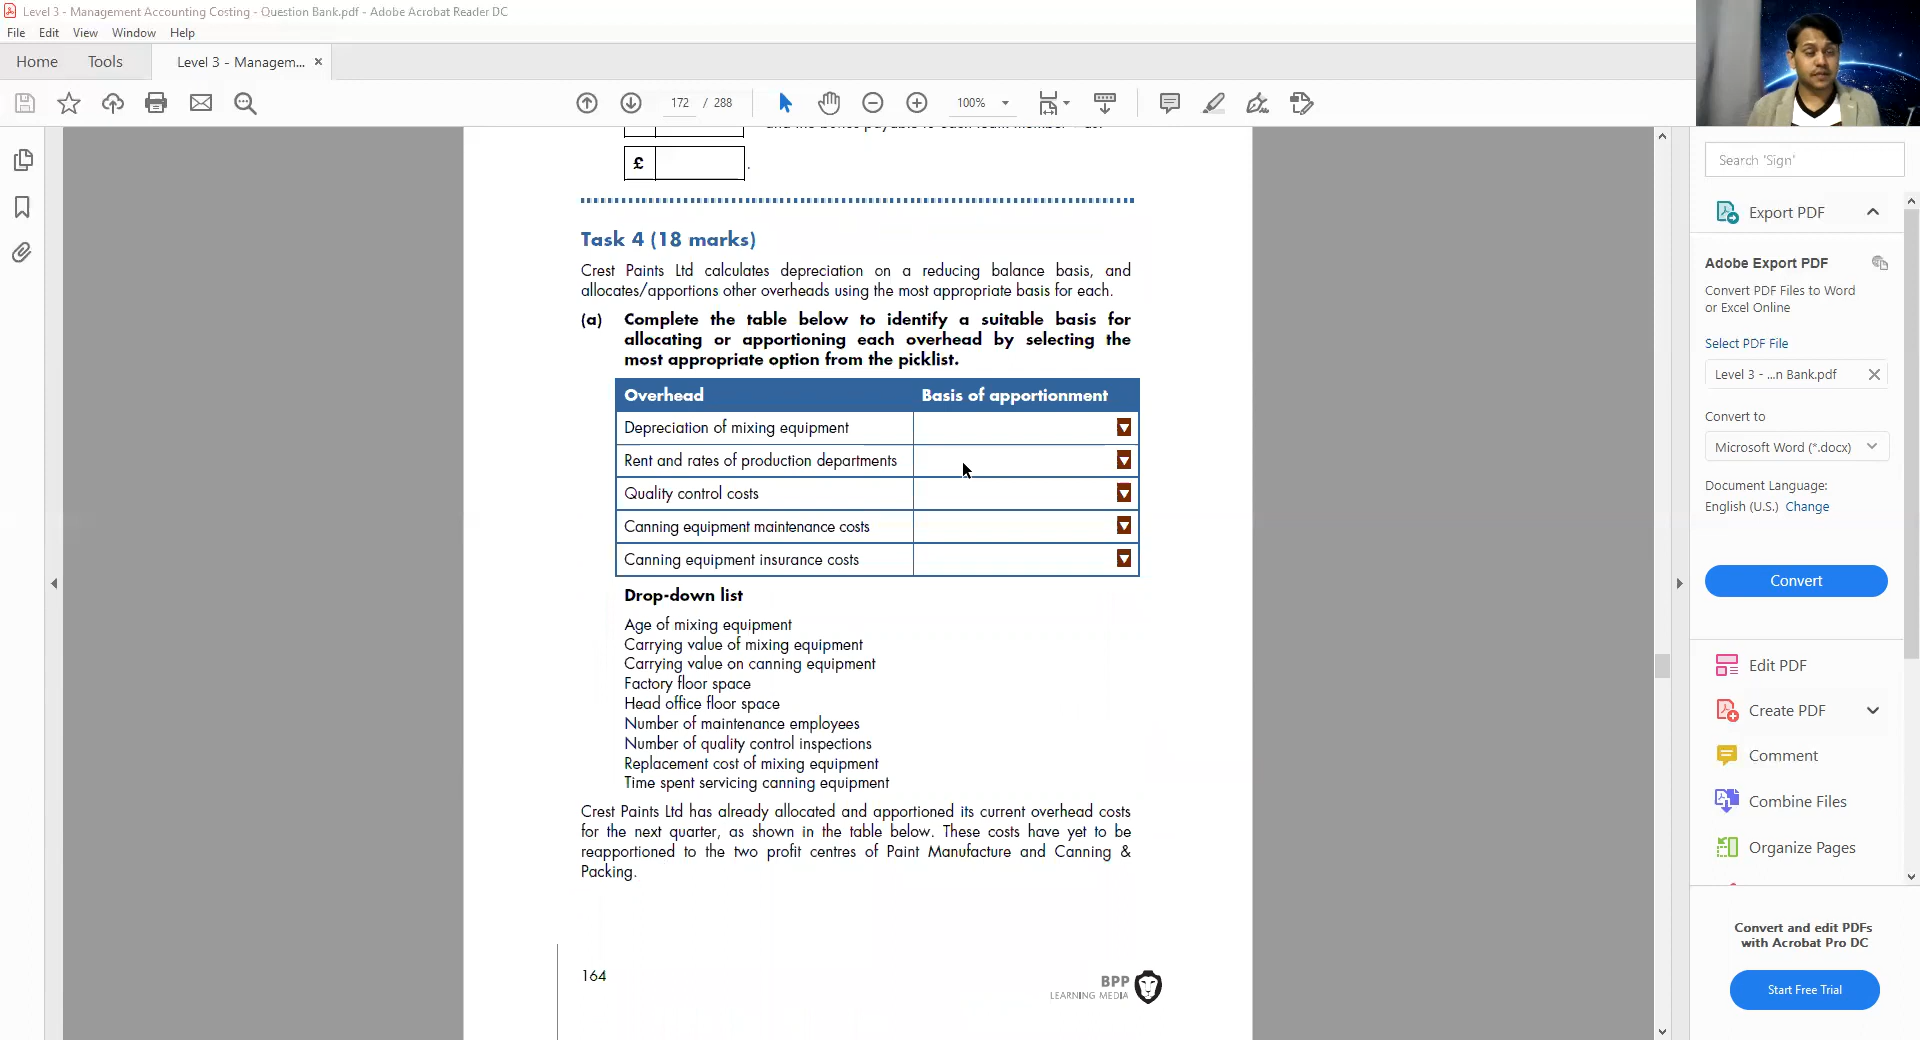 Level 3 - Management Accounting Costing - Question Bank.pdf - Adobe Acrobat Reader DC
File Edit View Window Help
Home Tools Level 3 - Managem... ×
172 / 288 100%
£ .
Task 4 (18 marks)
Crest Paints Ltd calculates depreciation on a reducing balance basis, and
allocates/apportions other overheads using the most appropriate basis for each.
(a) Complete the table below to identify a suitable basis for
allocating or apportioning each overhead by selecting the
most appropriate option from the picklist.
Overhead Basis of apportionment
Depreciation of mixing equipment
Rent and rates of production departments
Quality control costs
Canning equipment maintenance costs
Canning equipment insurance costs
Drop-down list
Age of mixing equipment
Carrying value of mixing equipment
Carrying value on canning equipment
Factory floor space
Head office floor space
Number of maintenance employees
Number of quality control inspections
Replacement cost of mixing equipment
Time spent servicing canning equipment
Crest Paints Ltd has already allocated and apportioned its current overhead costs
for the next quarter, as shown in the table below. These costs have yet to be
reapportioned to the two profit centres of Paint Manufacture and Canning &
Packing.
164
BPP
LEARNING MEDIA
Search 'Sign'
Export PDF
Adobe Export PDF
Convert PDF Files to Word
or Excel Online
Select PDF File
Level 3 - ...n Bank.pdf
Convert to
Microsoft Word (*.docx)
Document Language:
English (U.S.) Change
Convert
Edit PDF
Create PDF
Comment
Combine Files
Organize Pages
Convert and edit PDFs
with Acrobat Pro DC
Start Free Trial